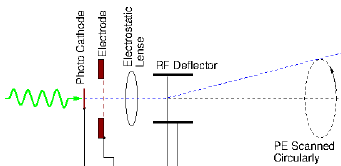 Photo Cathode
Electrode
Electrostatic
Lense
RF Deflector
PE Scanned
Circularly